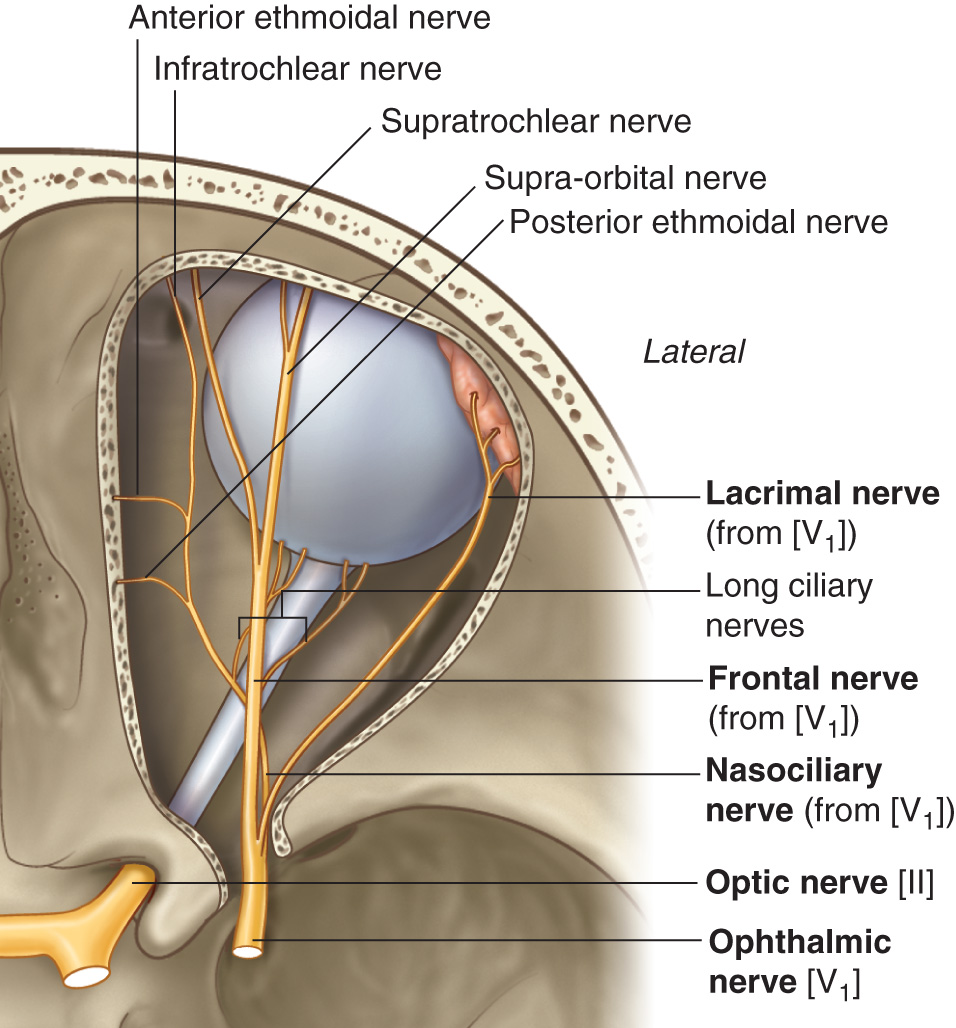 Anterior ethmoidal nerve
Infratrochlear nerve
Supratrochlear nerve
Supra-orbital nerve
Posterior ethmoidal nerve
Lateral
Lacrimal nerve
(from [V₁])
Long ciliary
nerves
Frontal nerve
(from [V₁])
Nasociliary
nerve (from [V₁])
Optic nerve [II]
Ophthalmic
nerve [V₁]